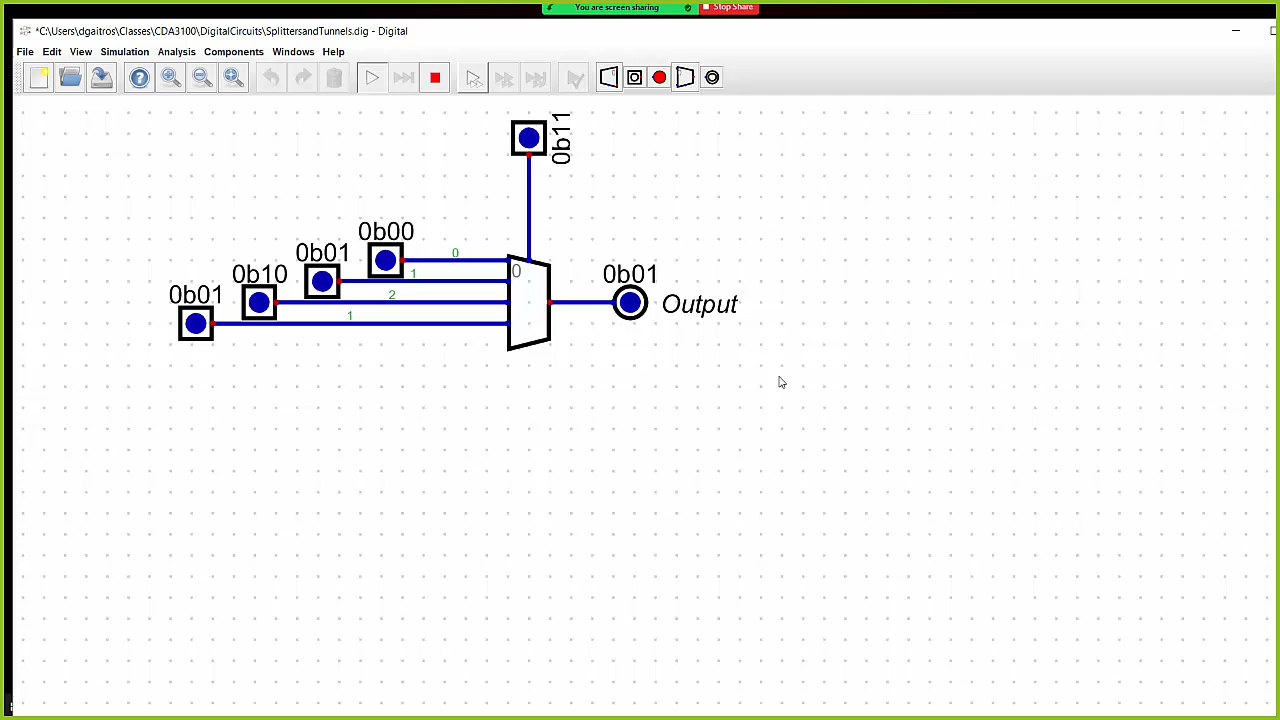 You are screen sharing Stop Share
*C:\Users\dgaitros\Classes\CDA3100\DigitalCircuits\SplittersandTunnels.dig - Digital
File Edit View Simulation Analysis Components Windows Help
0b11
0b00
0
0b01
1
0b10
2
0b01
1
0
0b01
Output